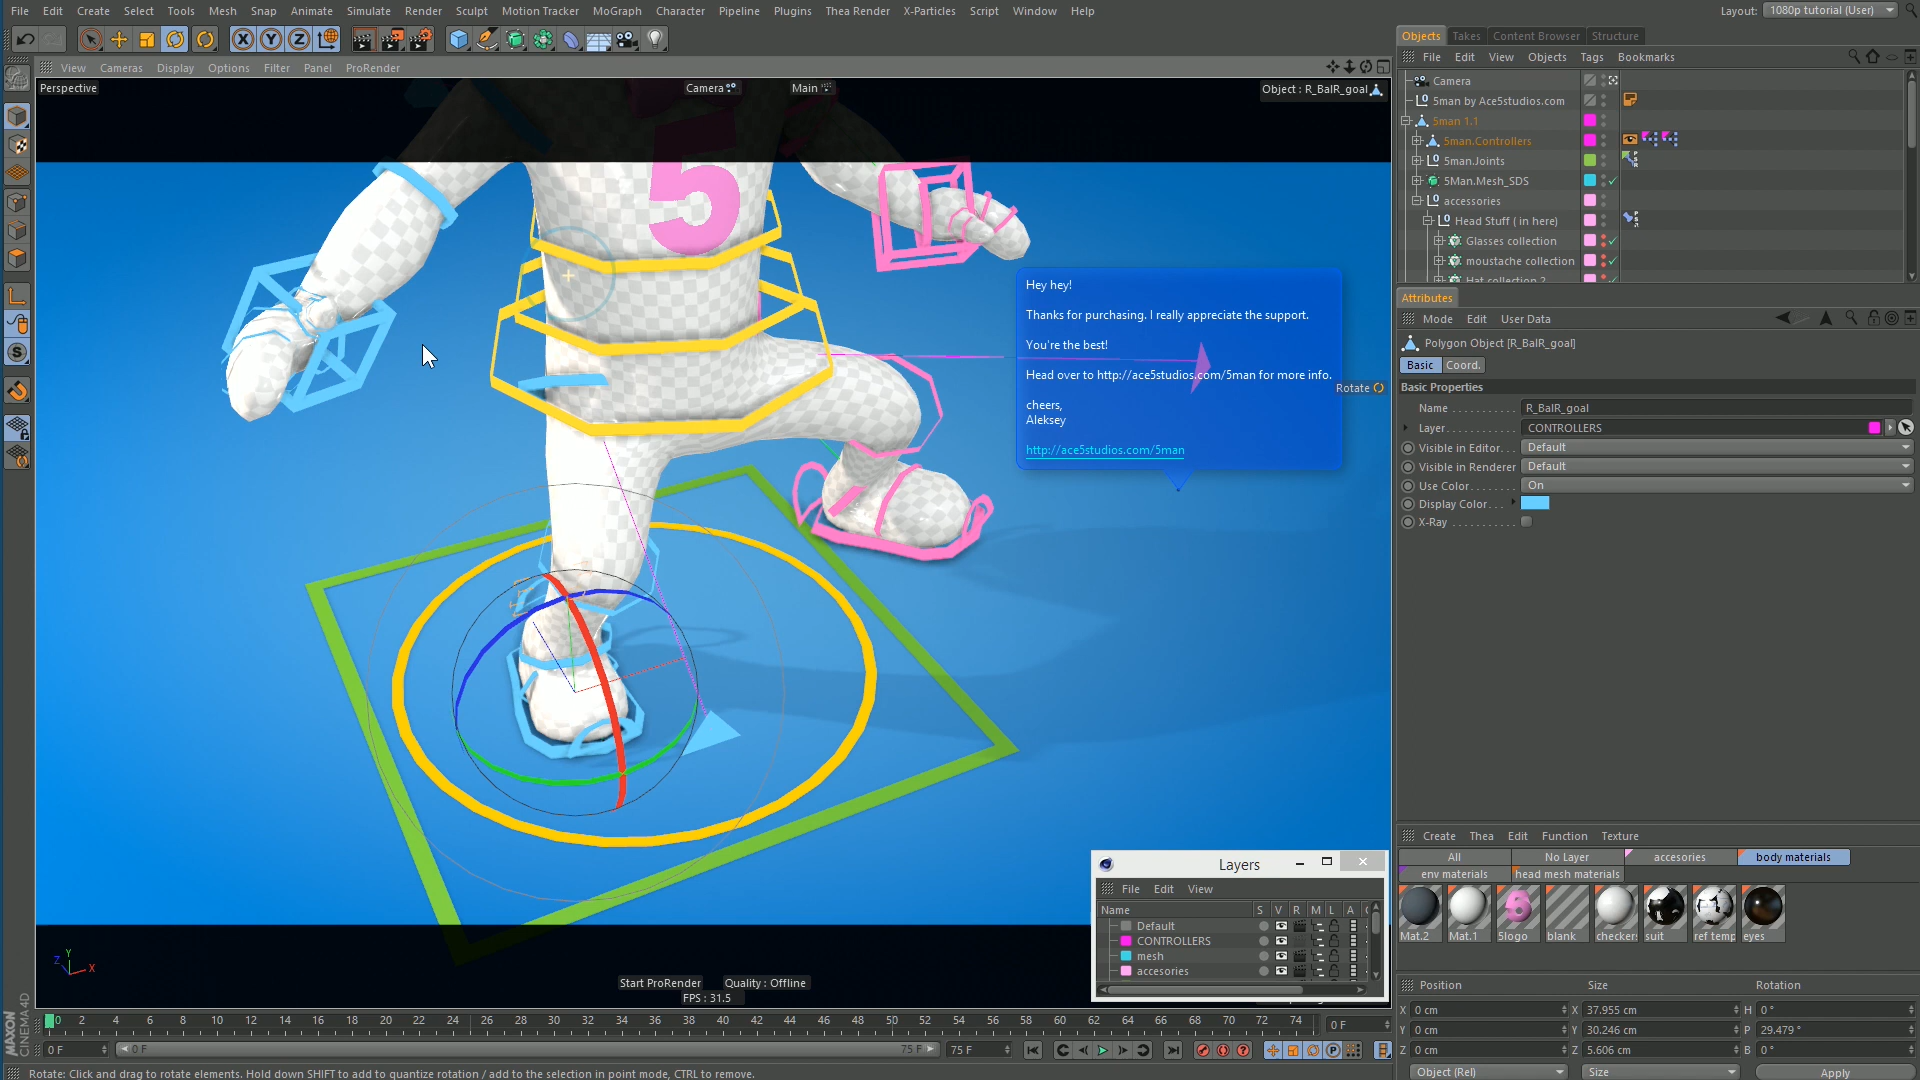 File Edit Create Select Tools Mesh Snap Animate Simulate Render Sculpt Motion Tracker MoGraph Character Pipeline Plugins Thea Render X-Particles Script Window Help
Layout: 1080p tutorial (User)
View Cameras Display Options Filter Panel ProRender
Perspective
Camera
Main
Object : R_BalR_goal
5
Hey hey!
Thanks for purchasing. I really appreciate the support.
You're the best!
Head over to http://ace5studios.com/5man for more info.
cheers,
Aleksey
http://ace5studios.com/5man
Rotate
Start ProRender
Quality : Offline
FPS : 31.5
Y
Z
X
Objects Takes Content Browser Structure
File Edit View Objects Tags Bookmarks
Camera
5man by Ace5studios.com
5man 1.1
5man.Controllers
5man.Joints
5Man.Mesh_SDS
accessories
Head Stuff ( in here)
Glasses collection
moustache collection
Hat collection 2
Attributes
Mode Edit User Data
Polygon Object [R_BalR_goal]
Basic Coord.
Basic Properties
Name R_BalR_goal
Layer CONTROLLERS
Visible in Editor Default
Visible in Renderer Default
Use Color On
Display Color
X-Ray
Create Thea Edit Function Texture
All No Layer accesories body materials
env materials head mesh materials
Mat.2 Mat.1 5logo blank checkers suit ref temp eyes
Layers
File Edit View
Name S V R M L A
Default
CONTROLLERS
mesh
accesories
Position Size Rotation
X 0 cm X 37.955 cm H 0 °
Y 0 cm Y 30.246 cm P 29.479 °
Z 0 cm Z 5.606 cm B 0 °
Object (Rel) Size Apply
0 2 4 6 8 10 12 14 16 18 20 22 24 26 28 30 32 34 36 38 40 42 44 46 48 50 52 54 56 58 60 62 64 66 68 70 72 74
0 F
0 F 0 F 75 F 75 F
MAXON
CINEMA4D
Rotate: Click and drag to rotate elements. Hold down SHIFT to add to quantize rotation / add to the selection in point mode, CTRL to remove.